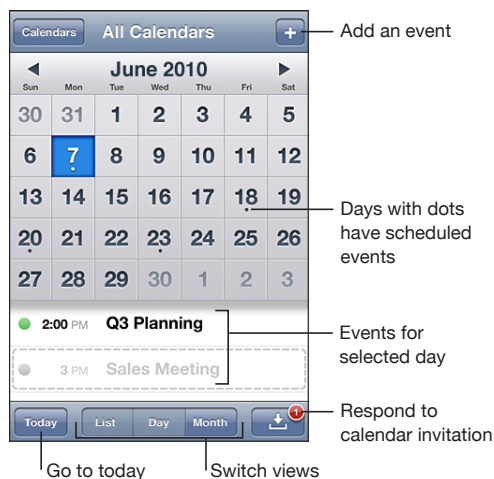 Calendars All Calendars + Add an event
June 2010
Sun Mon Tue Wed Thu Fri Sat
30 31 1 2 3 4 5
6 7 8 9 10 11 12
13 14 15 16 17 18 19
20 21 22 23 24 25 26
27 28 29 30 1 2 3
Days with dots
have scheduled
events
2:00 PM Q3 Planning
3 PM Sales Meeting
Events for
selected day
Today List Day Month 1
Respond to
calendar invitation
Go to today Switch views